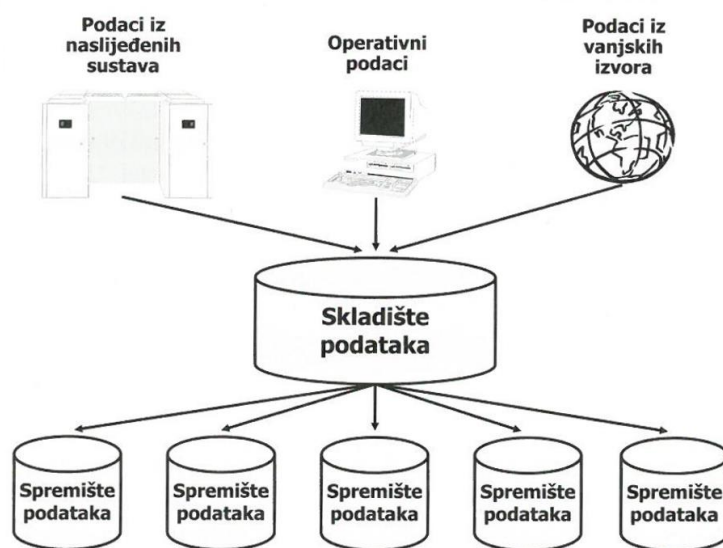 Podaci iz
naslijeđenih
sustava
Operativni
podaci
Podaci iz
vanjskih
izvora
Skladište
podataka
Spremište
podataka
Spremište
podataka
Spremište
podataka
Spremište
podataka
Spremište
podataka